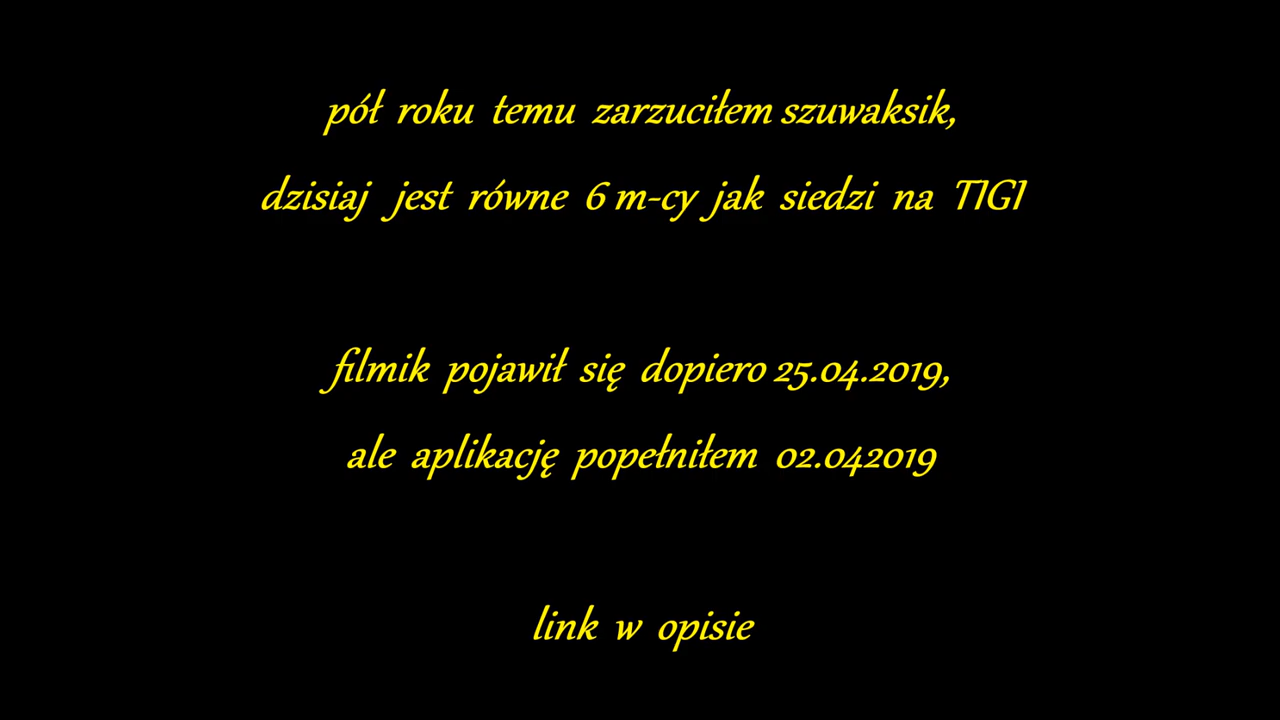 pół roku temu zarzuciłem szuwaksik,
dzisiaj jest równe 6 m-cy jak siedzi na TIGI
filmik pojawił się dopiero 25.04.2019,
ale aplikację popełniłem 02.042019
link w opisie